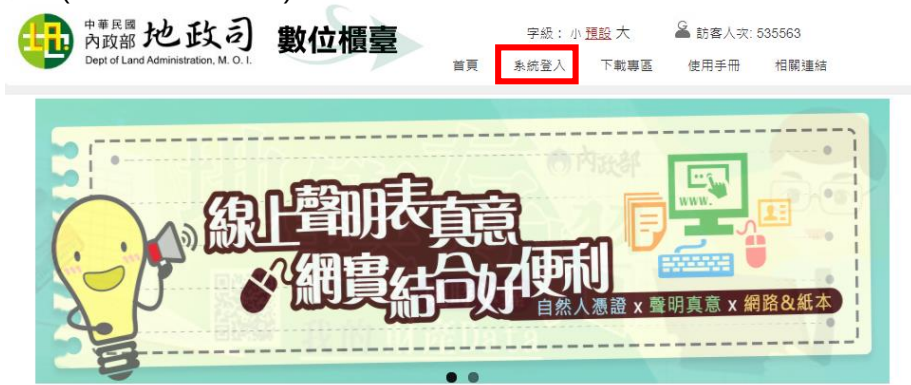 中華民國
內政部 地政司 數位櫃臺
Dept of Land Administration, M. O. I.
字級： 小 預設 大 訪客人次: 535563
首頁 系統登入 下載專區 使用手冊 相關連結
內政部
WWW.
線上聲明表真意
網實結合好便利
自然人憑證 x 聲明真意 x 網路&紙本